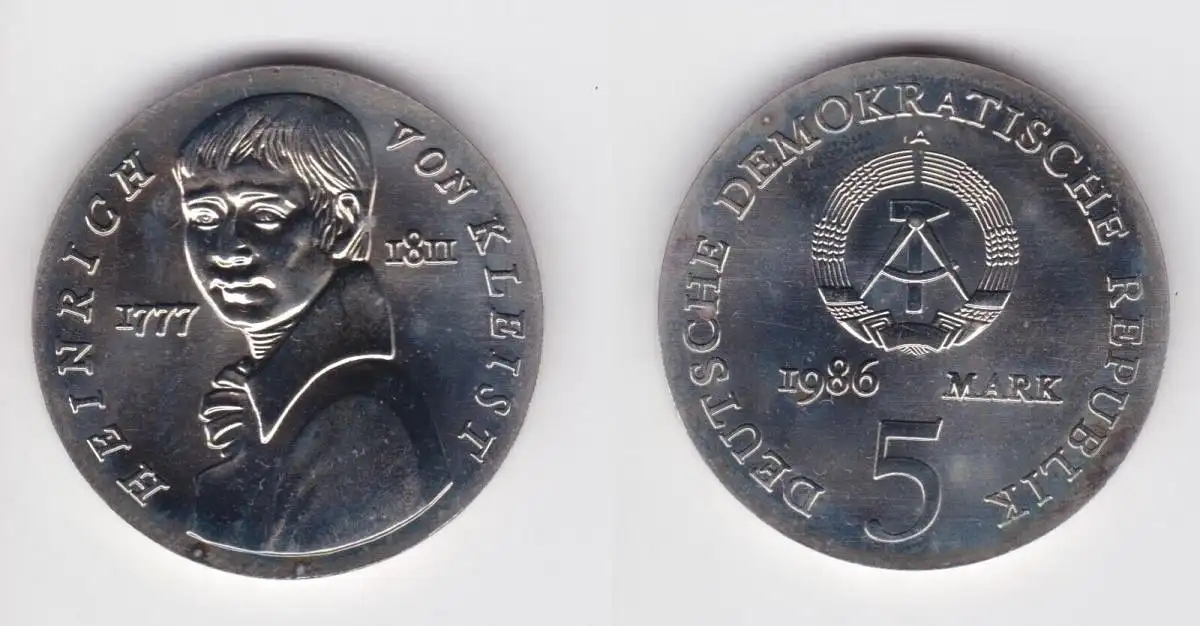 HEINRICH VON KLEIST
1777
1811
DEUTSCHE DEMOKRATISCHE REPUBLIK
A
1986 MARK
5